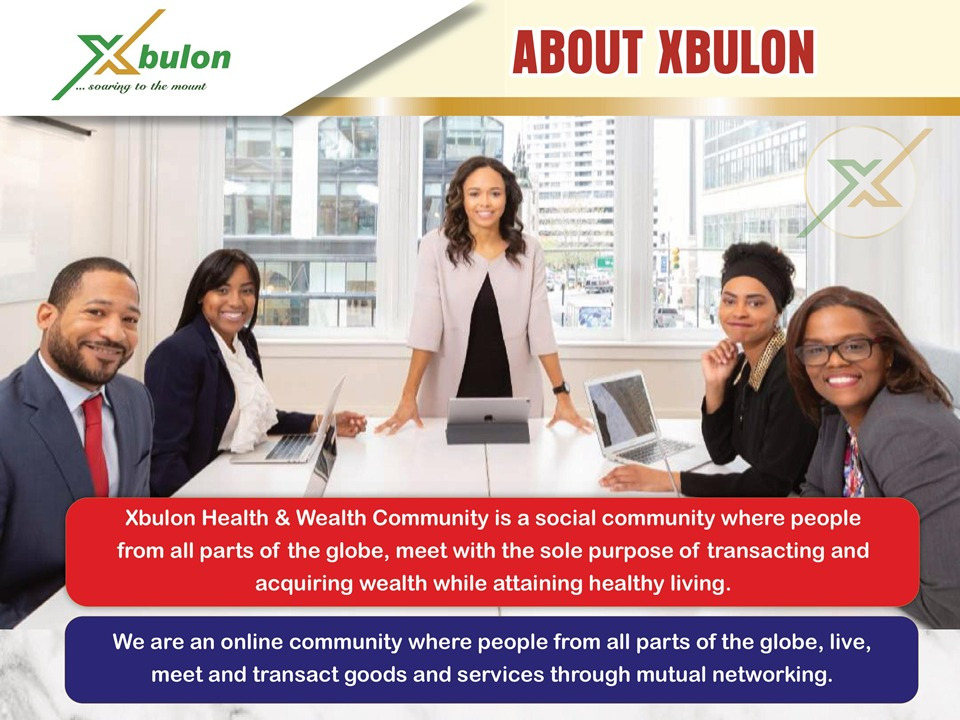 Xbulon
... soaring to the mount
ABOUT XBULON
X
Xbulon Health & Wealth Community is a social community where people
from all parts of the globe, meet with the sole purpose of transacting and
acquiring wealth while attaining healthy living.
We are an online community where people from all parts of the globe, live,
meet and transact goods and services through mutual networking.